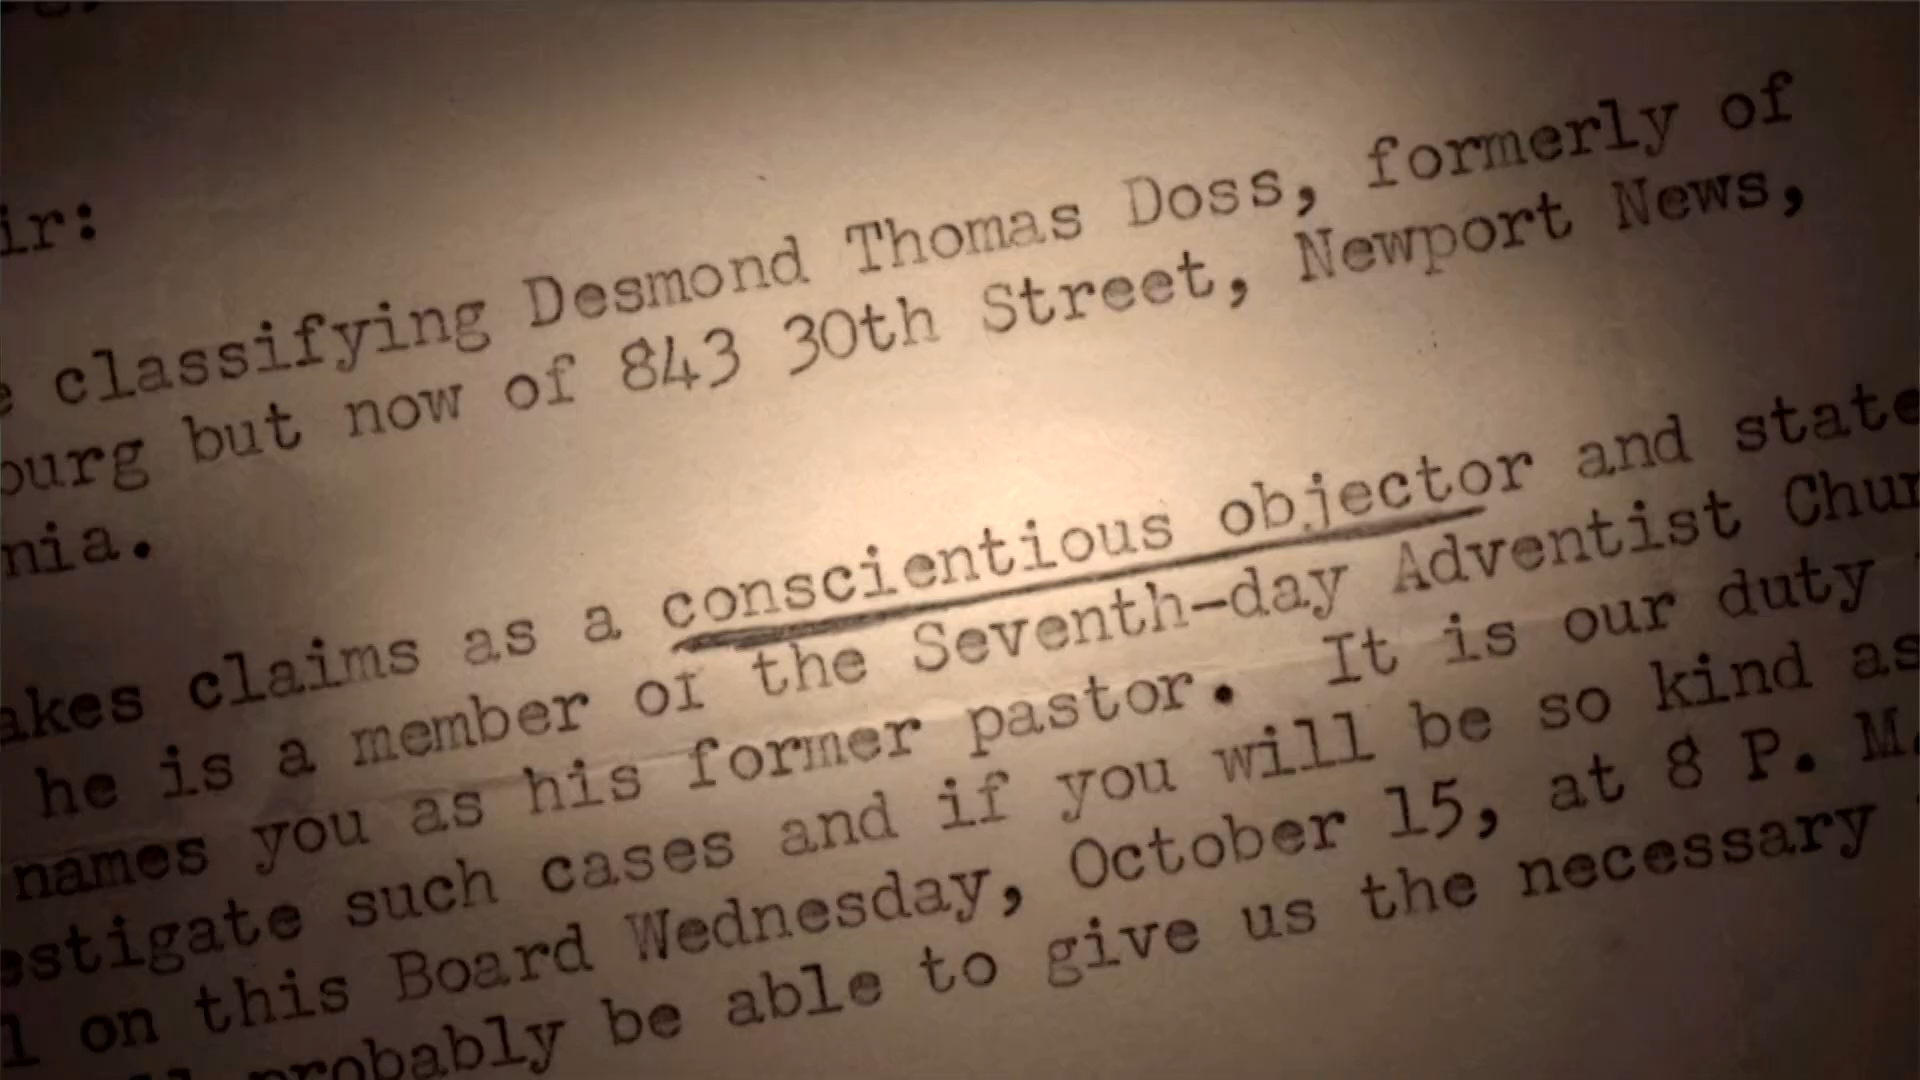 ir:
e classifying Desmond Thomas Doss, formerly of
burg but now of 843 30th Street, Newport News,
nia.
akes claims as a conscientious objector and state
he is a member of the Seventh-day Adventist Chur
names you as his former pastor. It is our duty
estigate such cases and if you will be so kind as
l on this Board Wednesday, October 15, at 8 P. M.
probably be able to give us the necessary